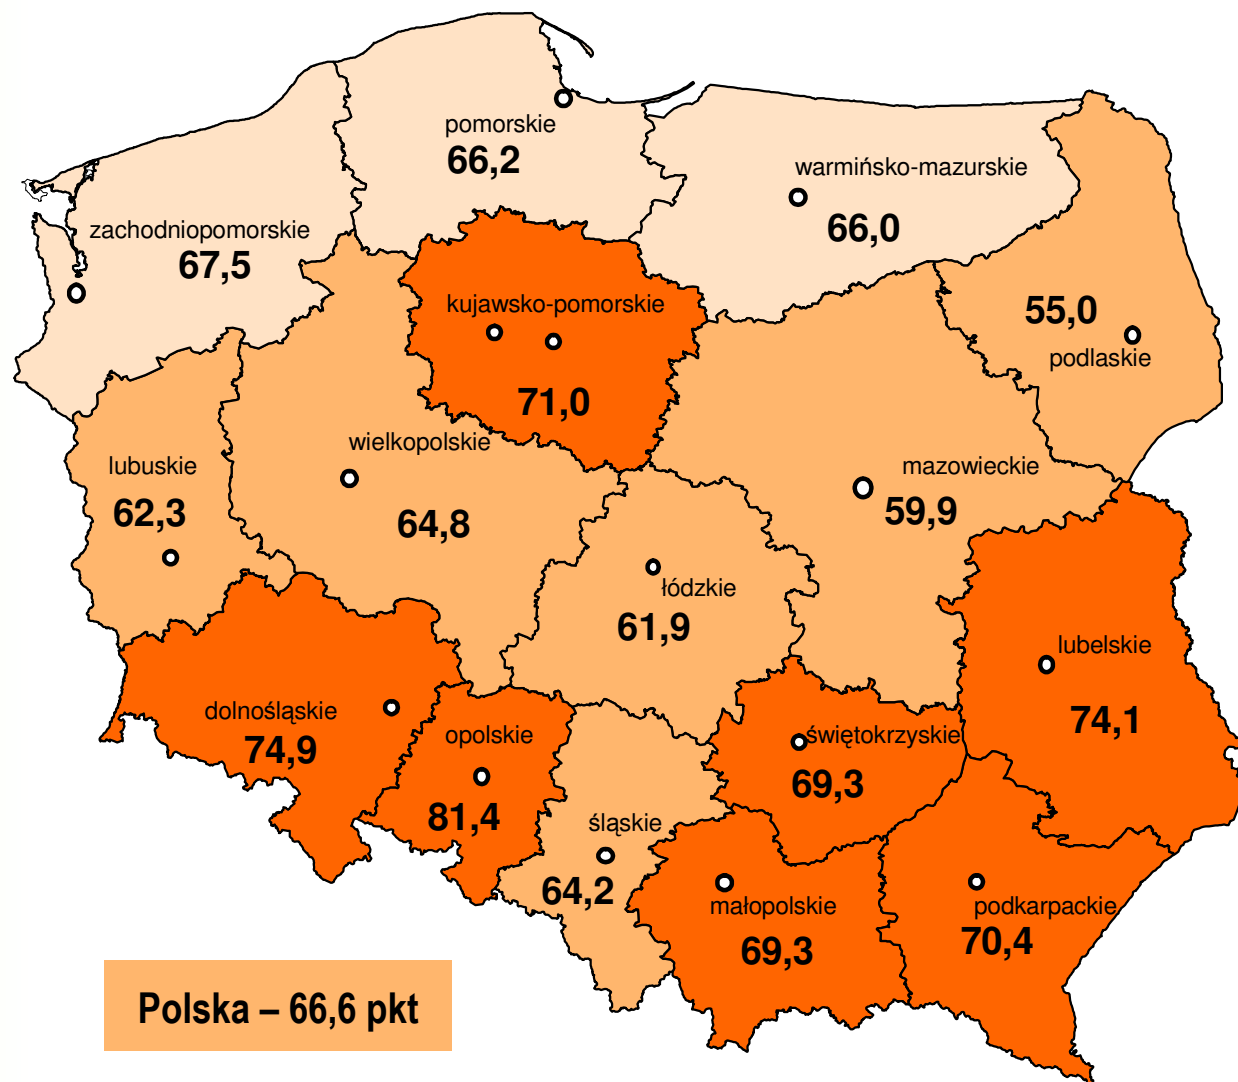 pomorskie
66,2
warmińsko-mazurskie
66,0
zachodniopomorskie
67,5
kujawsko-pomorskie
71,0
55,0
podlaskie
wielkopolskie
64,8
lubuskie
62,3
mazowieckie
59,9
łódzkie
61,9
lubelskie
74,1
dolnośląskie
74,9
opolskie
81,4
świętokrzyskie
69,3
śląskie
64,2
małopolskie
69,3
podkarpackie
70,4
Polska – 66,6 pkt